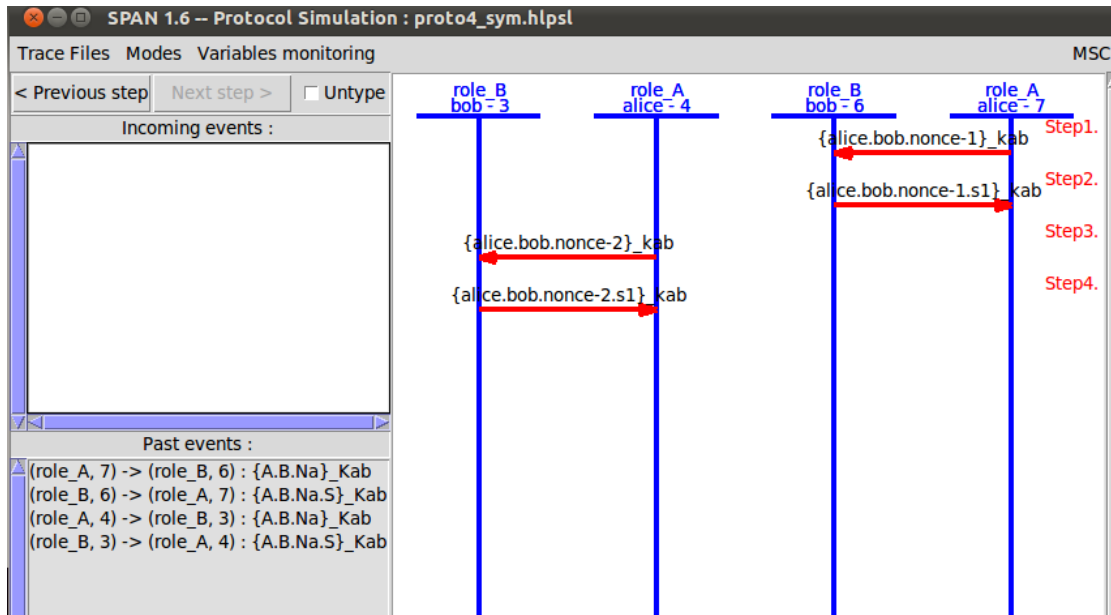 SPAN 1.6 -- Protocol Simulation : proto4_sym.hlpsl
Trace Files Modes Variables monitoring MSC
< Previous step Next step > Untype
Incoming events :
Past events :
(role_A, 7) -> (role_B, 6) : {A.B.Na}_Kab
(role_B, 6) -> (role_A, 7) : {A.B.Na.S}_Kab
(role_A, 4) -> (role_B, 3) : {A.B.Na}_Kab
(role_B, 3) -> (role_A, 4) : {A.B.Na.S}_Kab
role_B role_A role_B role_A
bob - 3 alice - 4 bob - 6 alice - 7
Step1.
{alice.bob.nonce-1}_kab
Step2.
{alice.bob.nonce-1.s1}_kab
Step3.
{alice.bob.nonce-2}_kab
Step4.
{alice.bob.nonce-2.s1}_kab